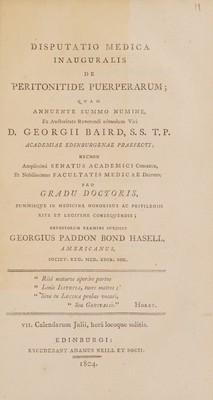 DISPUTATIO MEDICA
INAUGURALIS
DE
PERITONITIDE PUERPERARUM;
QUAM
ANNUENTE SUMMO NUMINE,
Ex Auctoritate Reverendi admodum Viri
D. GEORGII BAIRD, S.S. T.P.
ACADEMIAE EDINBURGENAE PRAEFECTI;
NECNON
Amplissimi SENATUS ACADEMICI Consensu,
Et Nobilissimae FACULTATIS MEDICAE Decreto;
PRO
GRADU DOCTORIS,
SUMMISQUE IN MEDICINA HONORIBUS AC PRIVILEGIIS
RITE ET LEGITIME CONSEQUENDIS;
ERUDITORUM EXAMINI SUBJICIT
GEORGIUS PADDON BOND HASELL,
AMERICANUS,
SOCIET. REG. MED. EDIN. SOC.
" Rité maturos aperire partus
" Lenis ILITHYIA, tuere matres;
" Sive tu LUCINA probas vocari,
" Seu GENITALIS." HORAT.
VII. Calendarum Julii, horâ locoque solitis.
EDINBURGI:
EXCUDEBANT ADAMUS NEILL ET SOCII.
1804.